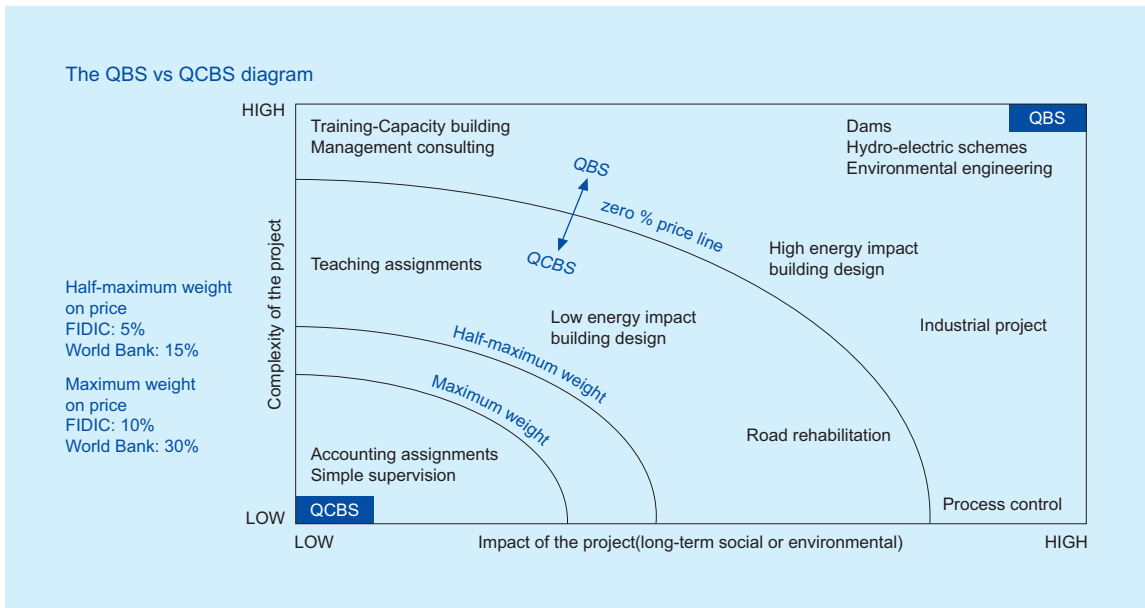 The QBS vs QCBS diagram
HIGH
Training-Capacity building
Management consulting
Dams
Hydro-electric schemes
Environmental engineering
QBS
QBS
zero % price line
QCBS
Teaching assignments
High energy impact
building design
Complexity of the project
Half-maximum weight
on price
FIDIC: 5%
World Bank: 15%
Maximum weight
on price
FIDIC: 10%
World Bank: 30%
Low energy impact
building design
Industrial project
Half-maximum weight
Maximum weight
Road rehabilitation
Accounting assignments
Simple supervision
QCBS
Process control
LOW
LOW
Impact of the project(long-term social or environmental)
HIGH